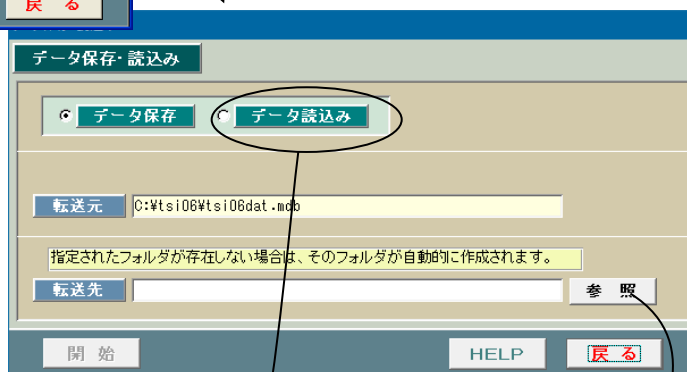 戻 る
データ保存・読込み
データ保存 データ読込み
転送元 C:¥tsi06¥tsi06dat.mdb
指定されたフォルダが存在しない場合は、そのフォルダが自動的に作成されます。
転送先 参 照
開 始 HELP 戻 る